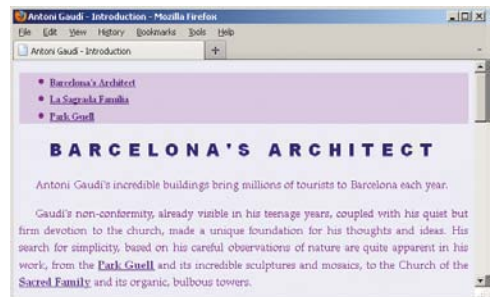 Antoni Gaudí - Introduction - Mozilla Firefox
File Edit View History Bookmarks Tools Help
Antoni Gaudí - Introduction +
Barcelona's Architect
La Sagrada Família
Park Guell
BARCELONA'S ARCHITECT
Antoni Gaudí's incredible buildings bring millions of tourists to Barcelona each year.
Gaudí's non-conformity, already visible in his teenage years, coupled with his quiet but
firm devotion to the church, made a unique foundation for his thoughts and ideas. His
search for simplicity, based on his careful observations of nature are quite apparent in his
work, from the Park Guell and its incredible sculptures and mosaics, to the Church of the
Sacred Family and its organic, bulbous towers.